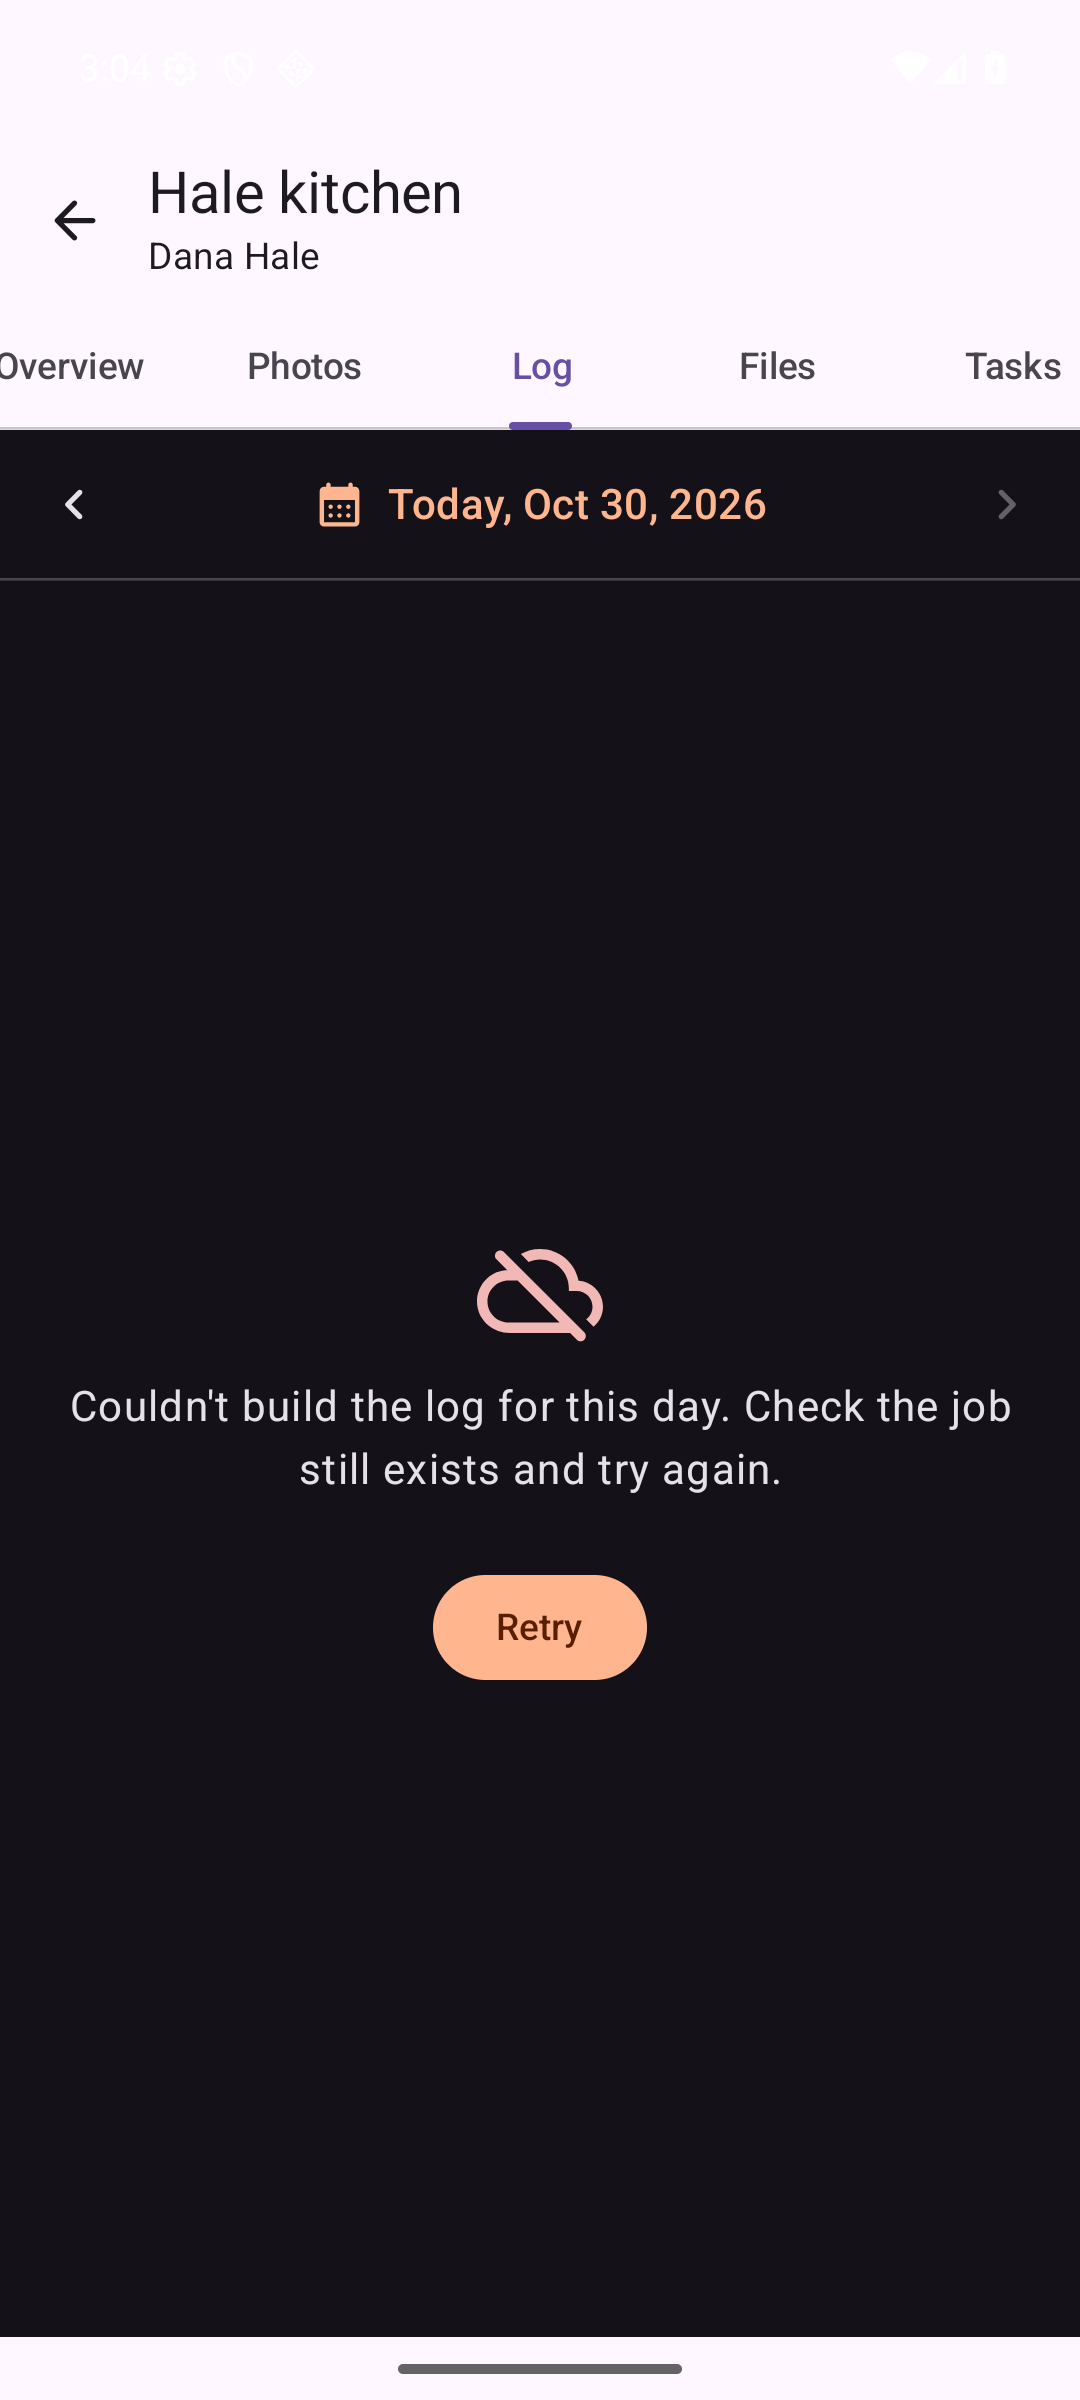 3:04
Hale kitchen
Dana Hale
Overview Photos Log Files Tasks
Today, Oct 30, 2026
Couldn't build the log for this day. Check the job
still exists and try again.
Retry